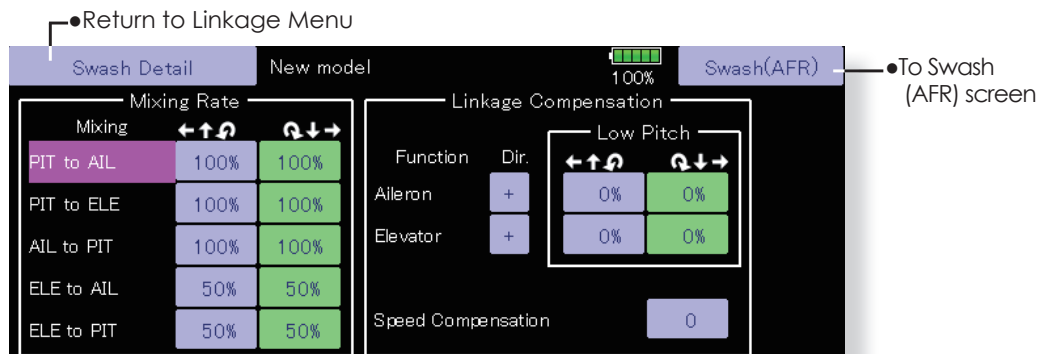 ●Return to Linkage Menu
Swash Detail New model 100% Swash(AFR)
●To Swash (AFR) screen
Mixing Rate
Mixing ←↑↶ ↷↓→
PIT to AIL 100% 100%
PIT to ELE 100% 100%
AIL to PIT 100% 100%
ELE to AIL 50% 50%
ELE to PIT 50% 50%
Linkage Compensation
Low Pitch
Function Dir. ←↑↶ ↷↓→
Aileron + 0% 0%
Elevator + 0% 0%
Speed Compensation 0